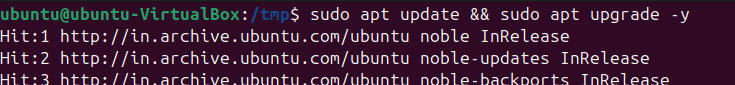 ubuntu@ubuntu-VirtualBox:/tmp$ sudo apt update && sudo apt upgrade -y
Hit:1 http://in.archive.ubuntu.com/ubuntu noble InRelease
Hit:2 http://in.archive.ubuntu.com/ubuntu noble-updates InRelease
Hit:3 http://in.archive.ubuntu.com/ubuntu noble-backports InRelease